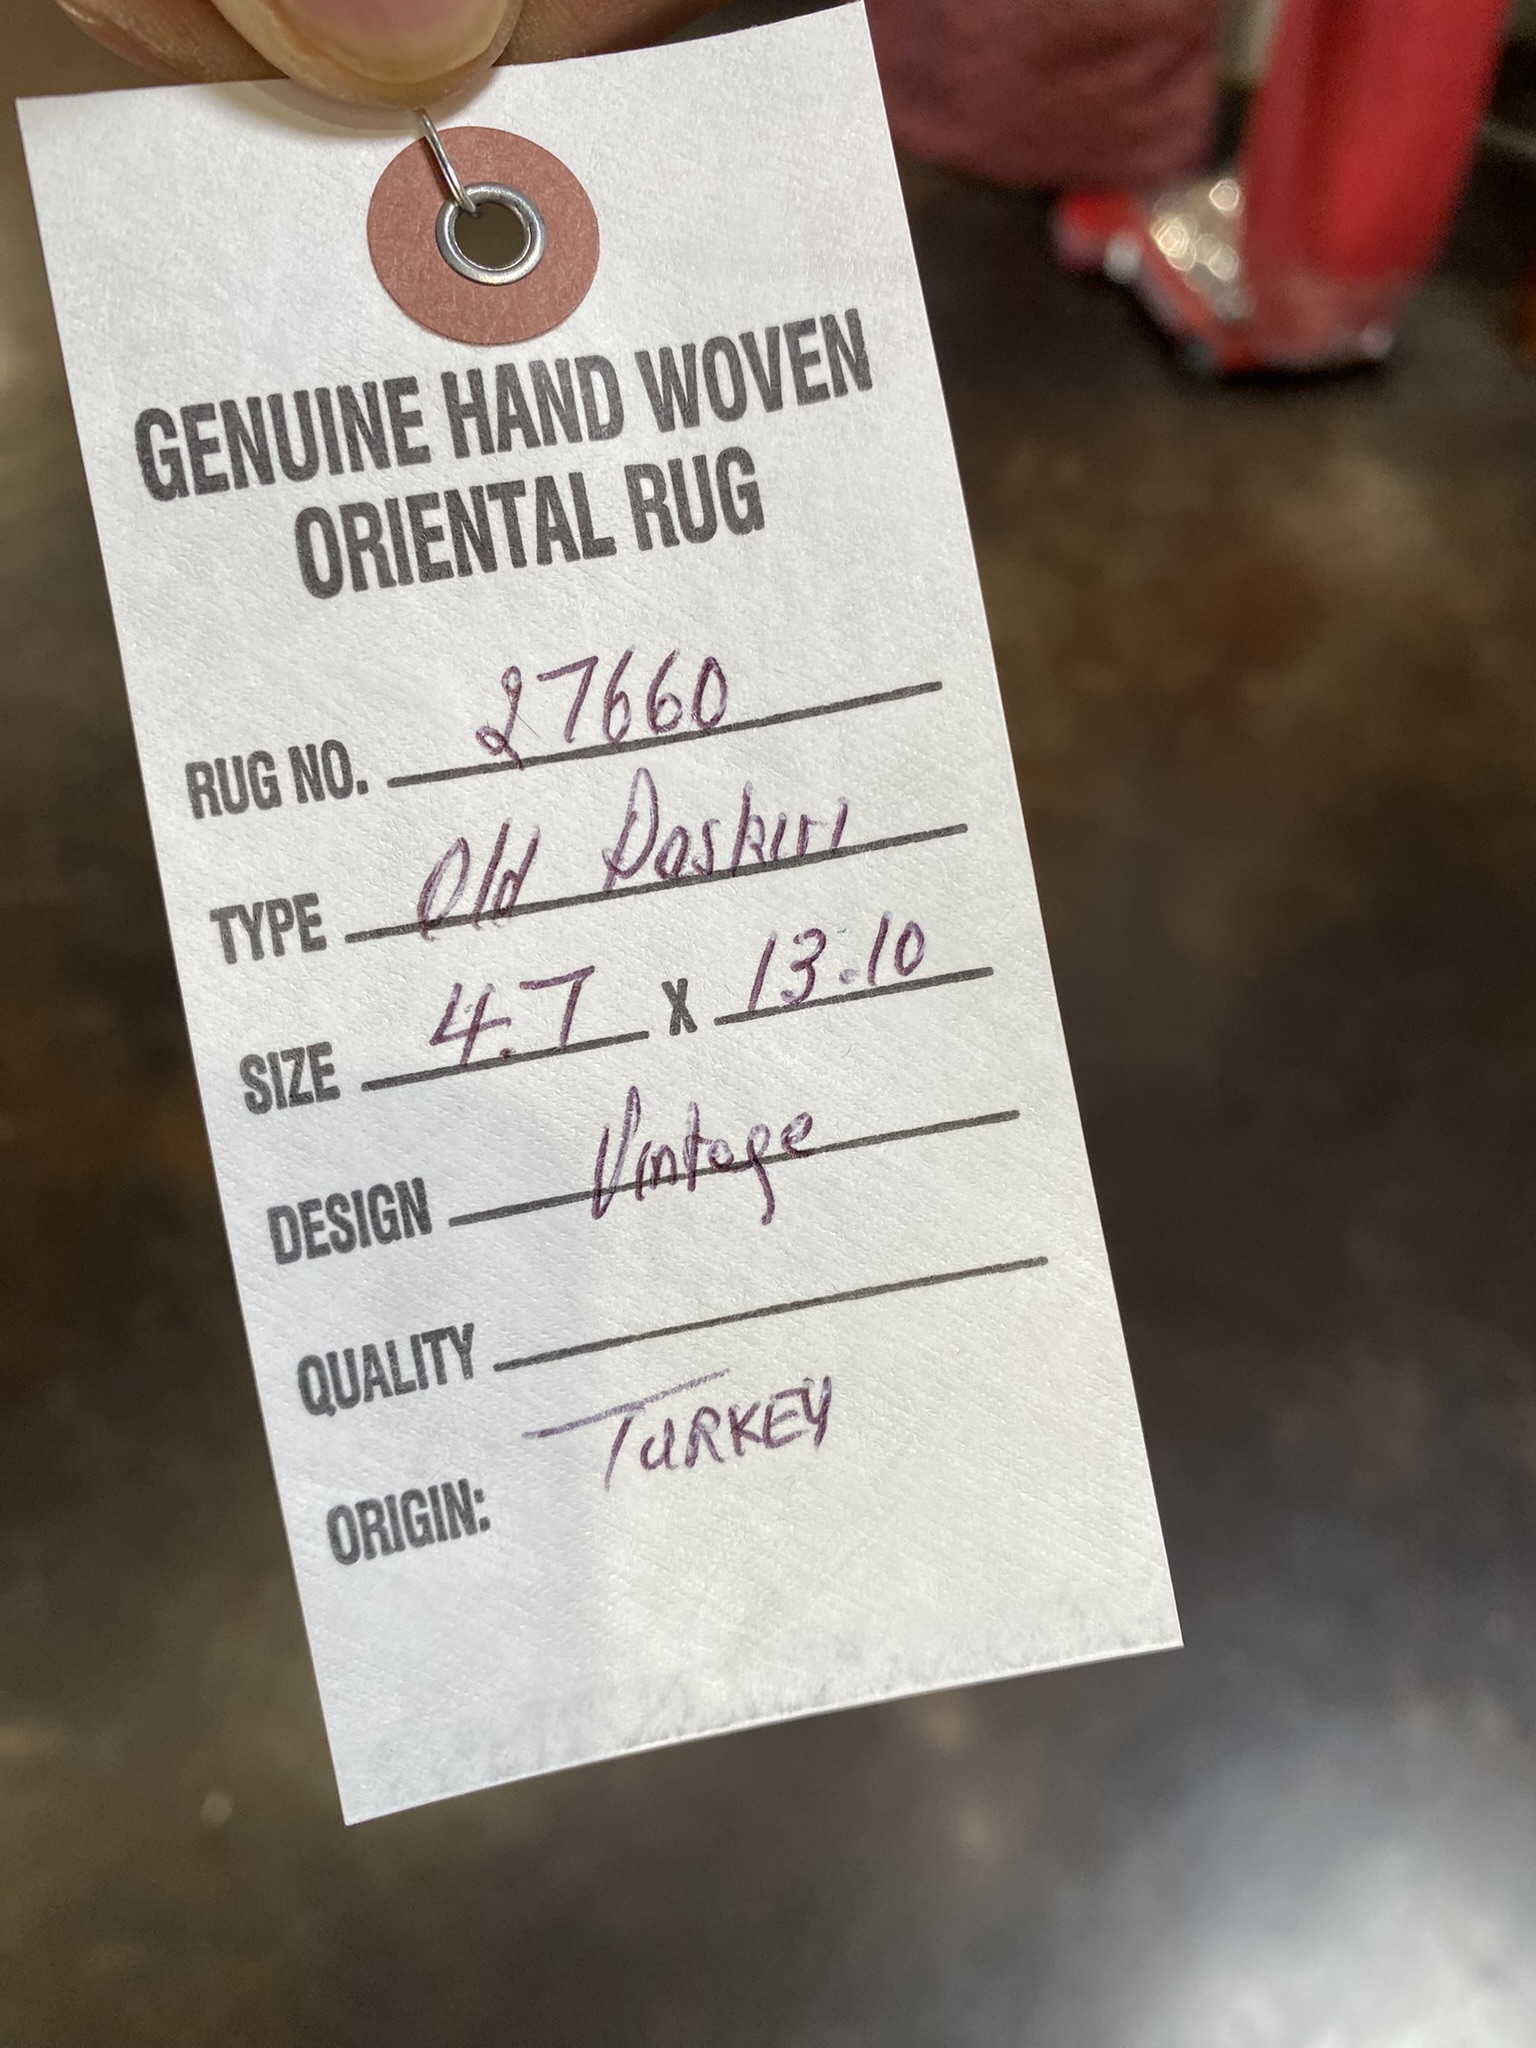 GENUINE HAND WOVEN
ORIENTAL RUG
RUG NO. 27660
TYPE Old
SIZE 4.7 X 13.10
DESIGN Vintage
QUALITY
ORIGIN: TURKEY